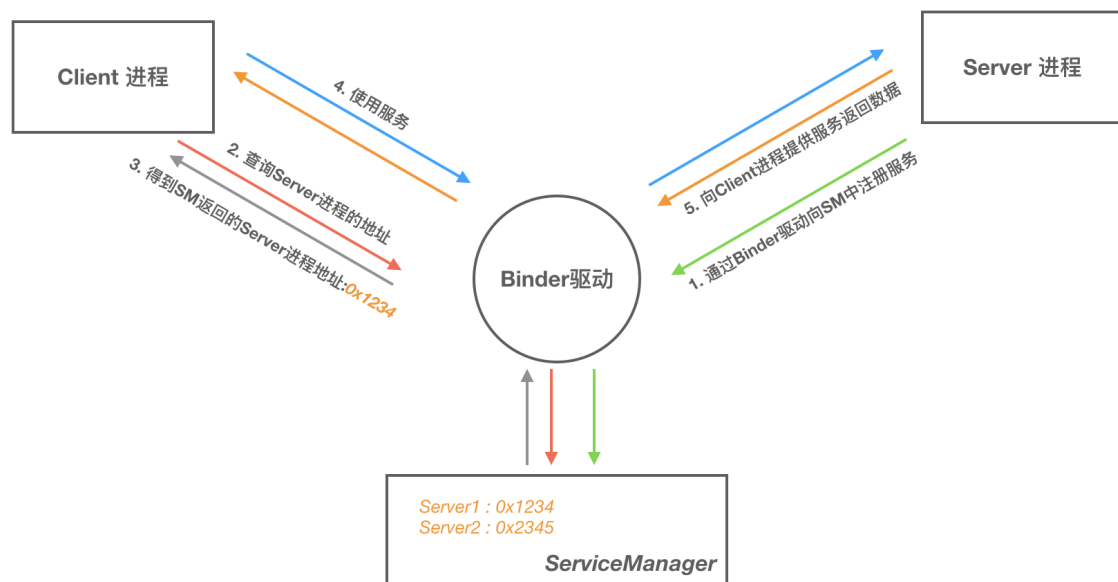 Client 进程
Server 进程
4. 使用服务
2. 查询Server进程的地址
3. 得到SM返回的Server进程地址:0x1234
5. 向Client进程提供服务返回数据
1. 通过Binder驱动向SM中注册服务
Binder驱动
Server1 : 0x1234
Server2 : 0x2345
ServiceManager